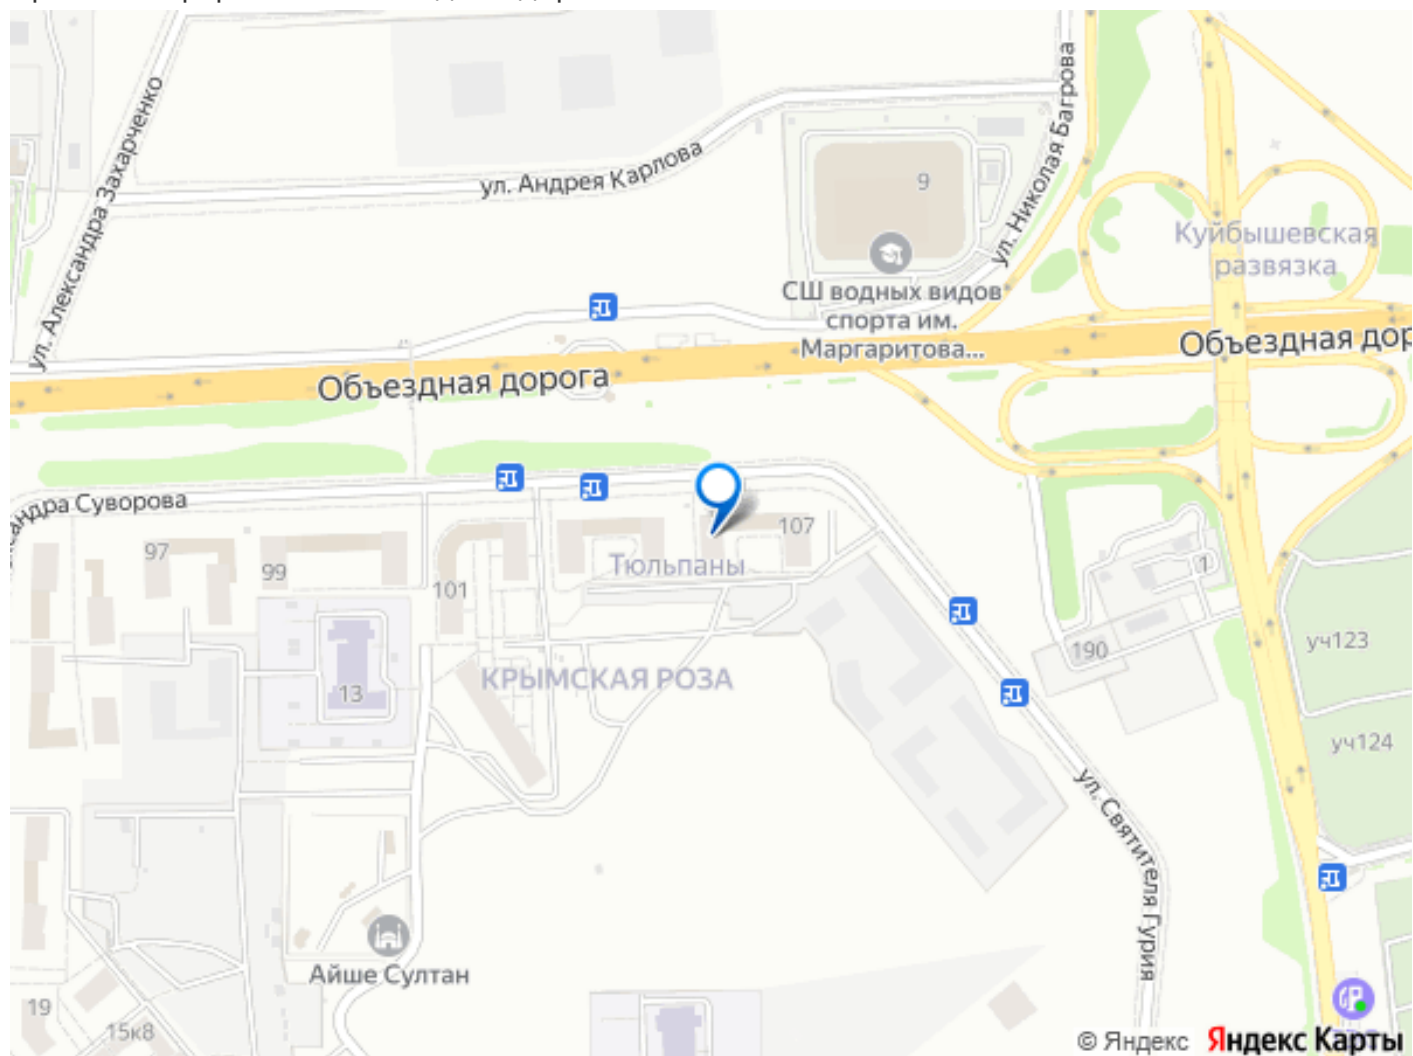 ул. Александра Захарченко
ул. Андрея Карлова
ул. Николая Багрова
9
Куйбышевская
развязка
СШ водных видов
спорта им.
Маргаритова...
Объездная дорога
Объездная дор
андра Суворова
97
99
101
107
Тюльпаны
1
190
уч123
КРЫМСКАЯ РОЗА
13
уч124
ул. Святителя Гурия
Айше Султан
19
15к8
© Яндекс Яндекс Карты